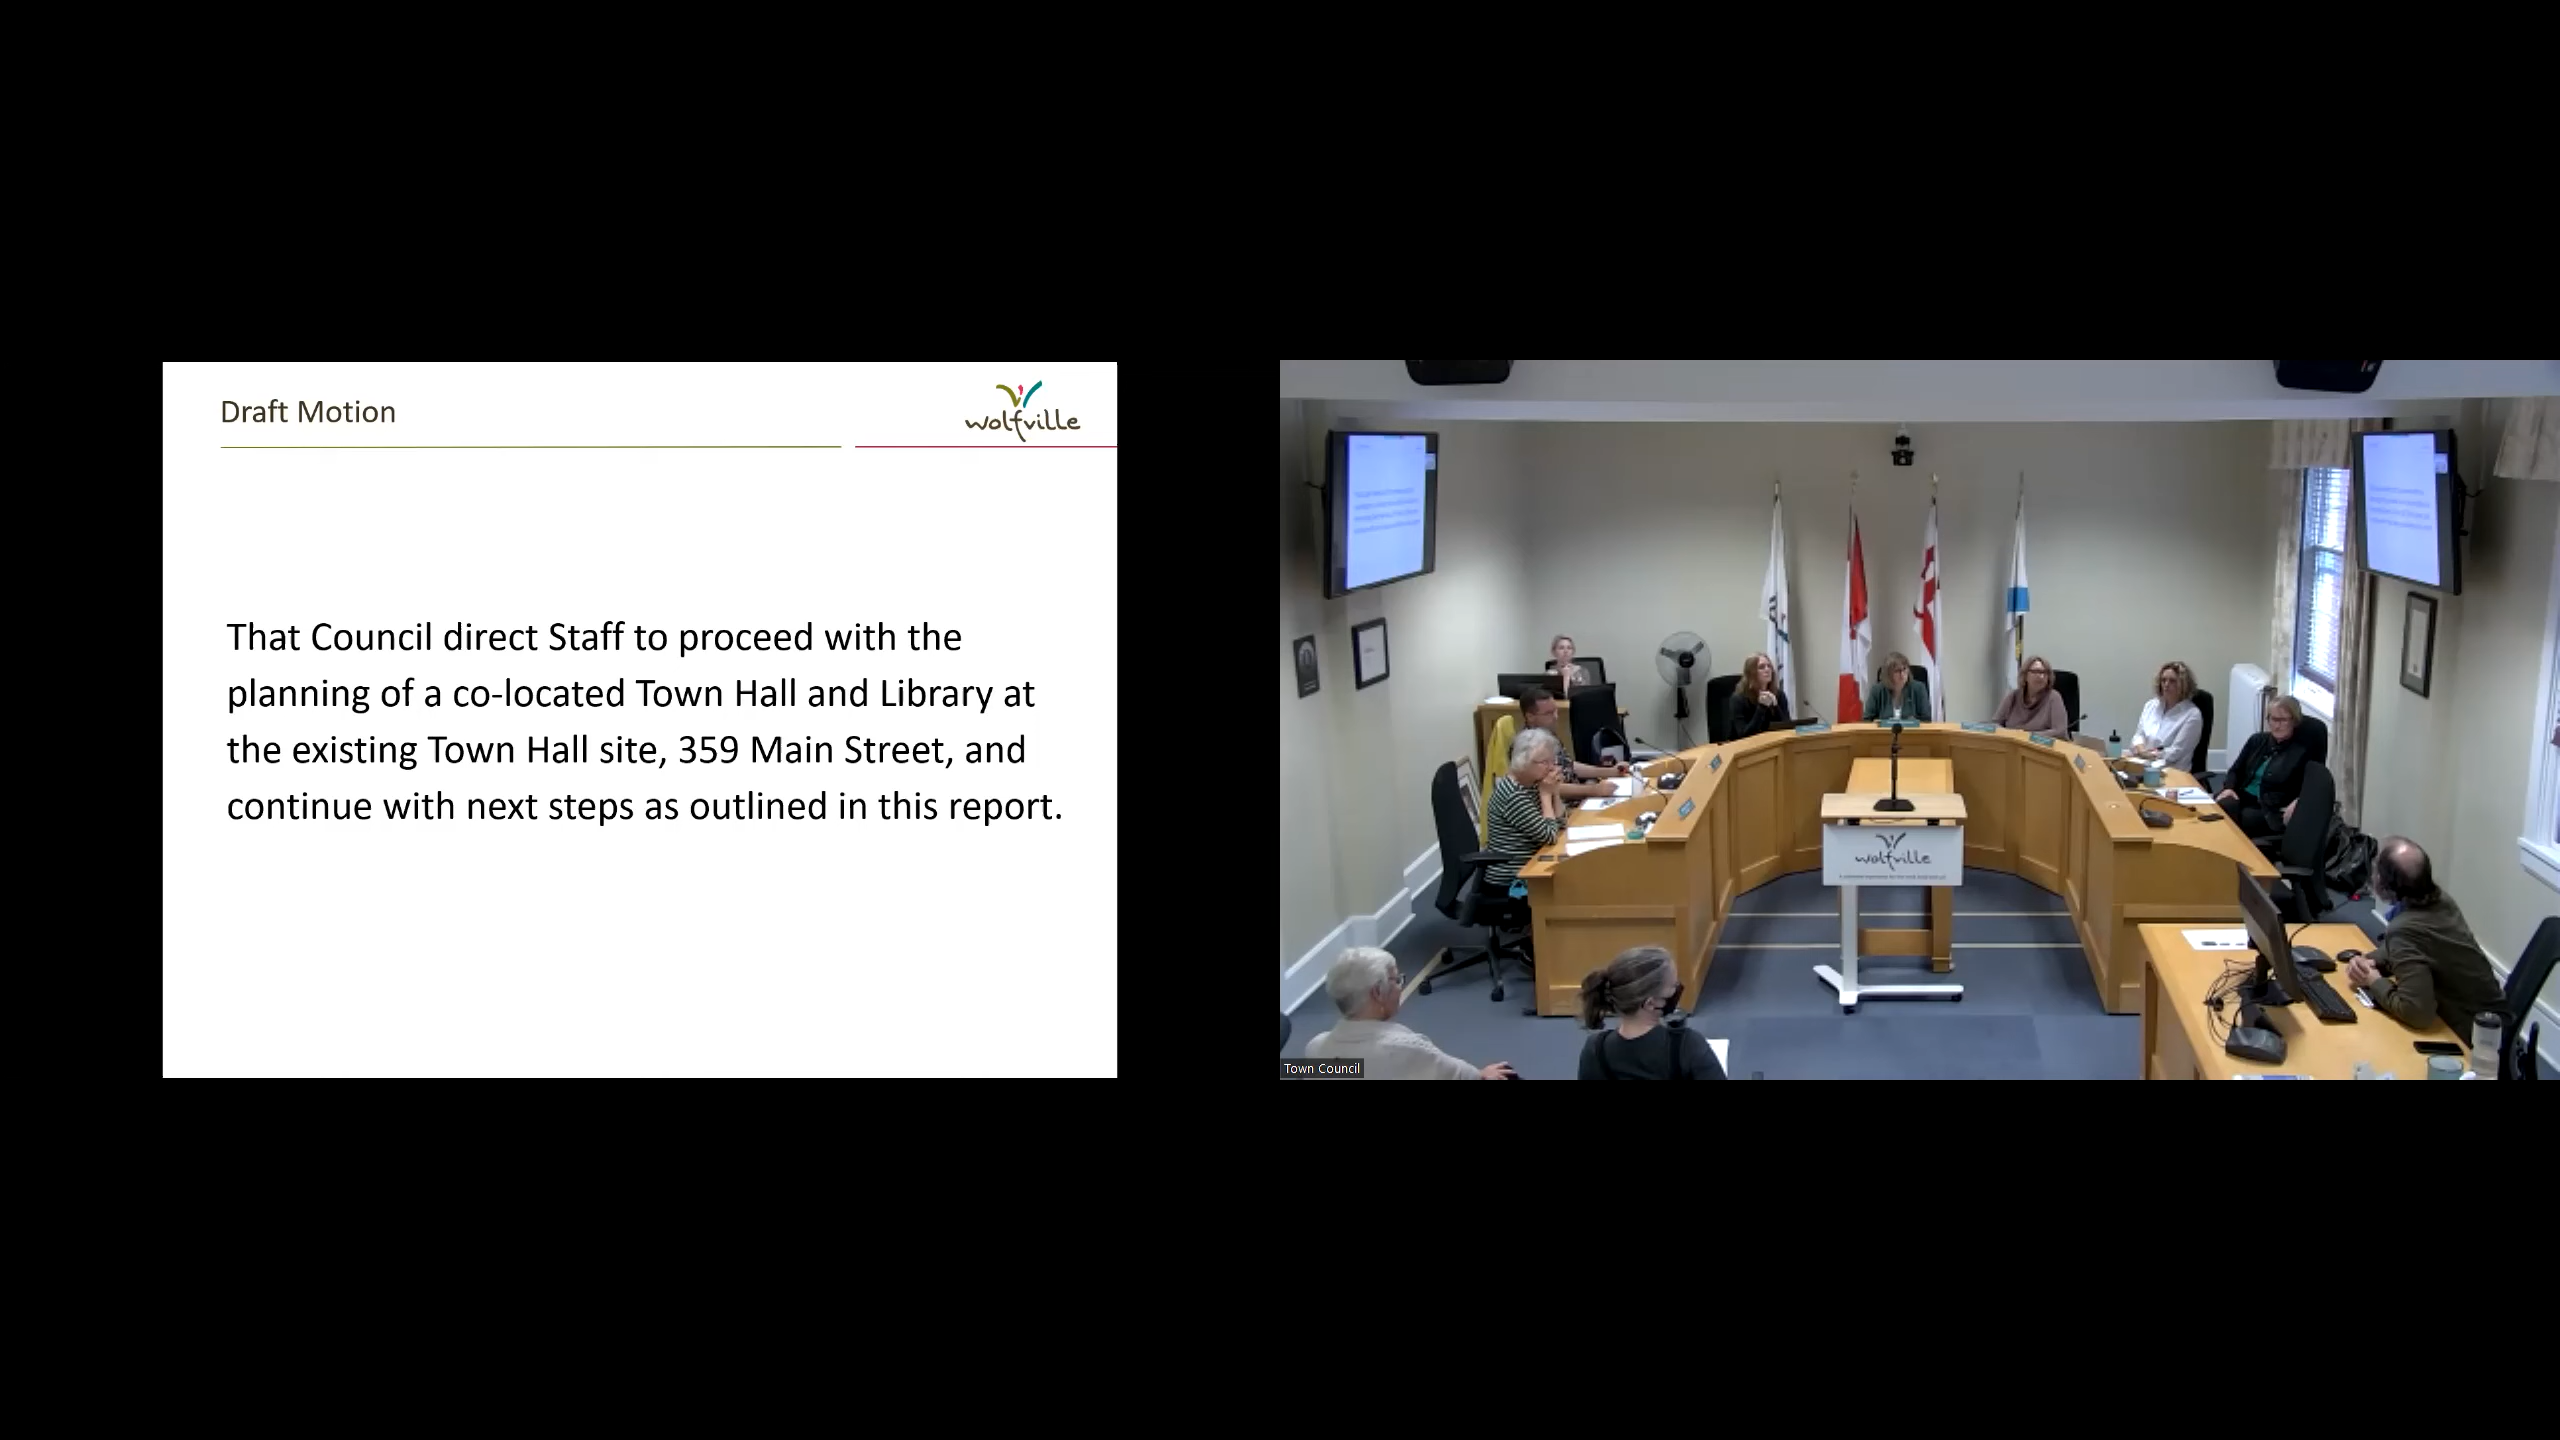 Draft Motion
wolfville
That Council direct Staff to proceed with the
planning of a co-located Town Hall and Library at
the existing Town Hall site, 359 Main Street, and
continue with next steps as outlined in this report.
wolfville
Town Council